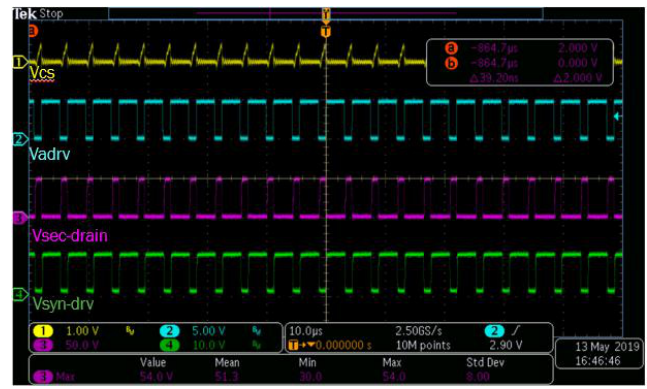 Tek Stop
T
a
T
a -864.7µs 2.000 V
b -864.7µs 0.000 V
△39.20ns △2.000 V
1
Vcs
2
Vadrv
3
Vsec-drain
4
Vsyn-drv
1 1.00 V 2 5.00 V 10.0µs 2.50GS/s 2
3 50.0 V 4 10.0 V T→▼0.000000 s 10M points 2.90 V
13 May 2019
16:46:46
Value Mean Min Max Std Dev
3 Max 54.0 V 51.3 30.0 54.0 8.00